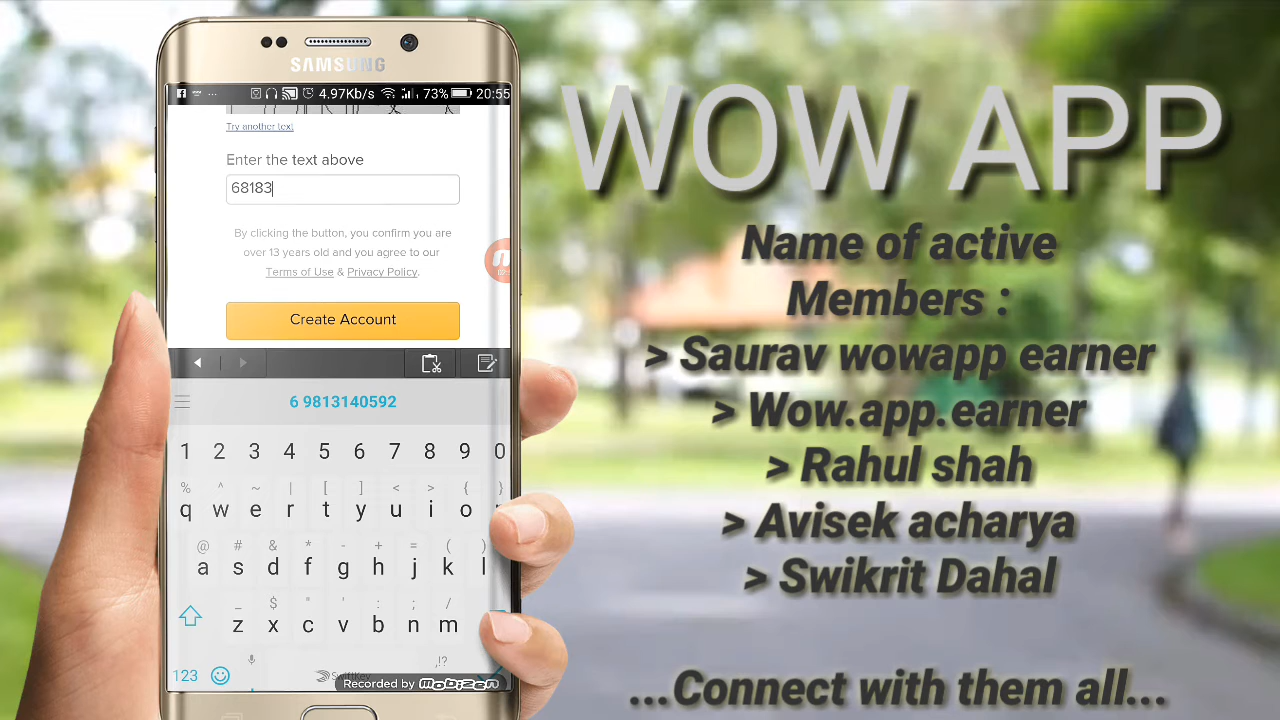 SAMSUNG
4.97Kb/s 73% 20:55
Try another text
Enter the text above
68183
By clicking the button, you confirm you are
over 13 years old and you agree to our
Terms of Use & Privacy Policy.
Create Account
6 9813140592
1 2 3 4 5 6 7 8 9 0
% ^ ~ | [ ] < > { }
q w e r t y u i o
@ # & * - + = ( )
a s d f g h j k l
_ $ " ' : ; /
z x c v b n m
,!?
123
Recorded by Mobizen
WOW APP
Name of active
Members :
> Saurav wowapp earner
> Wow.app.earner
> Rahul shah
> Avisek acharya
> Swikrit Dahal
...Connect with them all...